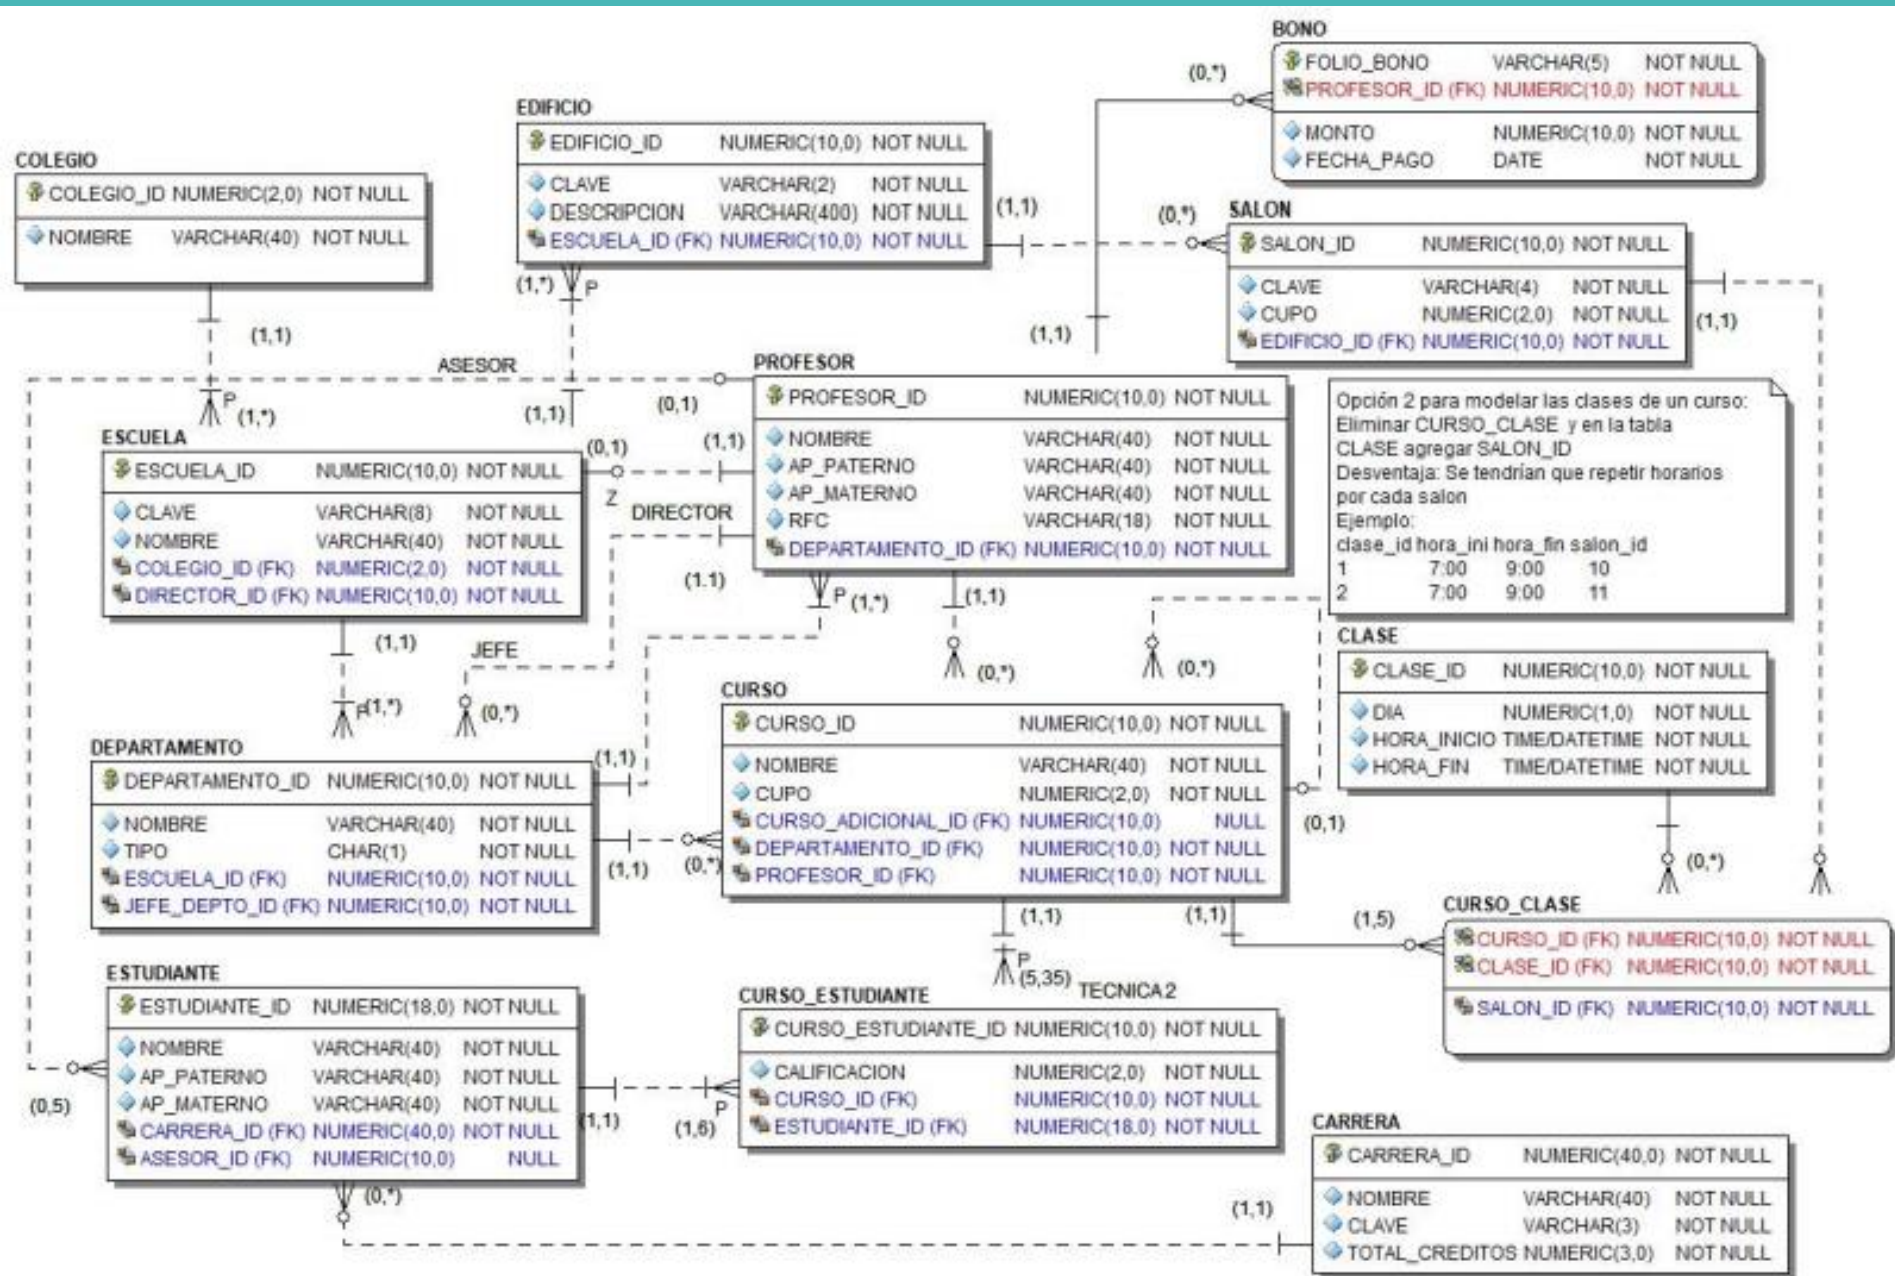 BONO
FOLIO_BONO VARCHAR(5) NOT NULL
PROFESOR_ID (FK) NUMERIC(10,0) NOT NULL
MONTO NUMERIC(10,0) NOT NULL
FECHA_PAGO DATE NOT NULL
(0,*)
(1,1)
EDIFICIO
EDIFICIO_ID NUMERIC(10,0) NOT NULL
CLAVE VARCHAR(2) NOT NULL
DESCRIPCION VARCHAR(400) NOT NULL
ESCUELA_ID (FK) NUMERIC(10,0) NOT NULL
(1,1)
(0,*)
(1,*)
P
(1,1)
COLEGIO
COLEGIO_ID NUMERIC(2,0) NOT NULL
NOMBRE VARCHAR(40) NOT NULL
(1,1)
P
(1,*)
SALON
SALON_ID NUMERIC(10,0) NOT NULL
CLAVE VARCHAR(4) NOT NULL
CUPO NUMERIC(2,0) NOT NULL
EDIFICIO_ID (FK) NUMERIC(10,0) NOT NULL
(1,1)
ASESOR
(0,1)
PROFESOR
PROFESOR_ID NUMERIC(10,0) NOT NULL
NOMBRE VARCHAR(40) NOT NULL
AP_PATERNO VARCHAR(40) NOT NULL
AP_MATERNO VARCHAR(40) NOT NULL
RFC VARCHAR(18) NOT NULL
DEPARTAMENTO_ID (FK) NUMERIC(10,0) NOT NULL
Opción 2 para modelar las clases de un curso:
Eliminar CURSO_CLASE y en la tabla
CLASE agregar SALON_ID
Desventaja: Se tendrían que repetir horarios
por cada salon
Ejemplo:
clase_id hora_ini hora_fin salon_id
1 7:00 9:00 10
2 7:00 9:00 11
ESCUELA
ESCUELA_ID NUMERIC(10,0) NOT NULL
CLAVE VARCHAR(8) NOT NULL
NOMBRE VARCHAR(40) NOT NULL
COLEGIO_ID (FK) NUMERIC(2,0) NOT NULL
DIRECTOR_ID (FK) NUMERIC(10,0) NOT NULL
(0,1)
(1,1)
Z
DIRECTOR
(1.1)
P (1,*)
(1,1)
(0,*)
(0,*)
(1,1)
JEFE
P(1,*)
(0,*)
CLASE
CLASE_ID NUMERIC(10,0) NOT NULL
DIA NUMERIC(1,0) NOT NULL
HORA_INICIO TIME/DATETIME NOT NULL
HORA_FIN TIME/DATETIME NOT NULL
(0,*)
CURSO
CURSO_ID NUMERIC(10,0) NOT NULL
NOMBRE VARCHAR(40) NOT NULL
CUPO NUMERIC(2,0) NOT NULL
CURSO_ADICIONAL_ID (FK) NUMERIC(10,0) NULL
DEPARTAMENTO_ID (FK) NUMERIC(10,0) NOT NULL
PROFESOR_ID (FK) NUMERIC(10,0) NOT NULL
(0,1)
DEPARTAMENTO
DEPARTAMENTO_ID NUMERIC(10,0) NOT NULL
NOMBRE VARCHAR(40) NOT NULL
TIPO CHAR(1) NOT NULL
ESCUELA_ID (FK) NUMERIC(10,0) NOT NULL
JEFE_DEPTO_ID (FK) NUMERIC(10,0) NOT NULL
(1,1)
(1,1)
(0,*)
(1,1)
P
(5,35)
(1,1)
(1,5)
CURSO_CLASE
CURSO_ID (FK) NUMERIC(10,0) NOT NULL
CLASE_ID (FK) NUMERIC(10,0) NOT NULL
SALON_ID (FK) NUMERIC(10,0) NOT NULL
ESTUDIANTE
ESTUDIANTE_ID NUMERIC(18,0) NOT NULL
NOMBRE VARCHAR(40) NOT NULL
AP_PATERNO VARCHAR(40) NOT NULL
AP_MATERNO VARCHAR(40) NOT NULL
CARRERA_ID (FK) NUMERIC(40,0) NOT NULL
ASESOR_ID (FK) NUMERIC(10,0) NULL
(0,5)
(1,1)
P
(1,6)
(0,*)
CURSO_ESTUDIANTE
TECNICA 2
CURSO_ESTUDIANTE_ID NUMERIC(10,0) NOT NULL
CALIFICACION NUMERIC(2,0) NOT NULL
CURSO_ID (FK) NUMERIC(10,0) NOT NULL
ESTUDIANTE_ID (FK) NUMERIC(18,0) NOT NULL
CARRERA
CARRERA_ID NUMERIC(40,0) NOT NULL
NOMBRE VARCHAR(40) NOT NULL
CLAVE VARCHAR(3) NOT NULL
TOTAL_CREDITOS NUMERIC(3,0) NOT NULL
(1,1)